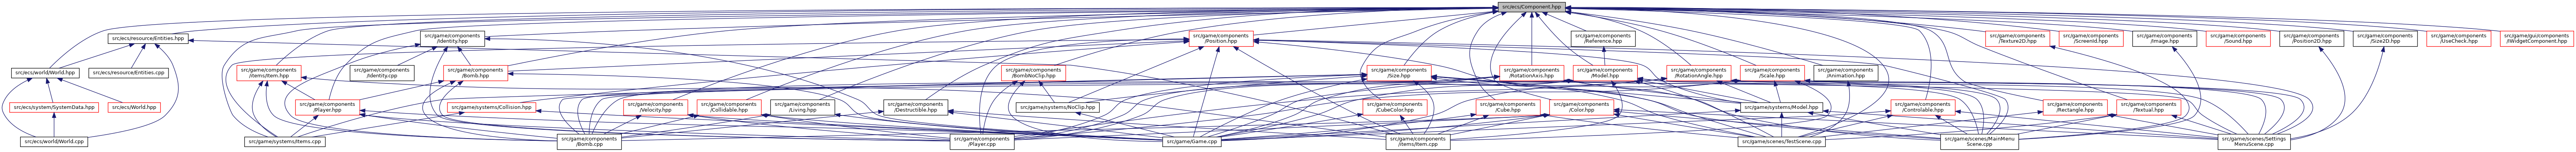 src/ecs/Component.hpp
src/ecs/resource/Entities.hpp
src/game/components
/Identity.hpp
src/game/components
/Position.hpp
src/game/components
/Reference.hpp
src/game/components
/Texture2D.hpp
src/game/components
/ScreenId.hpp
src/game/components
/Image.hpp
src/game/components
/Sound.hpp
src/game/components
/Position2D.hpp
src/game/components
/Size2D.hpp
src/game/components
/UseCheck.hpp
src/game/gui/components
/IWidgetComponent.hpp
src/ecs/world/World.hpp
src/ecs/resource/Entities.cpp
src/game/components
/items/Item.hpp
src/game/components
/Identity.cpp
src/game/components
/Bomb.hpp
src/game/components
/BombNoClip.hpp
src/game/components
/Size.hpp
src/game/components
/RotationAxis.hpp
src/game/components
/Model.hpp
src/game/components
/RotationAngle.hpp
src/game/components
/Scale.hpp
src/game/components
/Animation.hpp
src/ecs/system/SystemData.hpp
src/ecs/World.hpp
src/game/components
/Player.hpp
src/game/systems/Collision.hpp
src/game/components
/Velocity.hpp
src/game/components
/Collidable.hpp
src/game/components
/Living.hpp
src/game/components
/Destructible.hpp
src/game/systems/NoClip.hpp
src/game/components
/CubeColor.hpp
src/game/components
/Cube.hpp
src/game/components
/Color.hpp
src/game/systems/Model.hpp
src/game/components
/Controlable.hpp
src/game/components
/Rectangle.hpp
src/game/components
/Textual.hpp
src/ecs/world/World.cpp
src/game/systems/Items.cpp
src/game/components
/Bomb.cpp
src/game/components
/Player.cpp
src/game/Game.cpp
src/game/components
/items/Item.cpp
src/game/scenes/TestScene.cpp
src/game/scenes/MainMenu
Scene.cpp
src/game/scenes/Settings
MenuScene.cpp